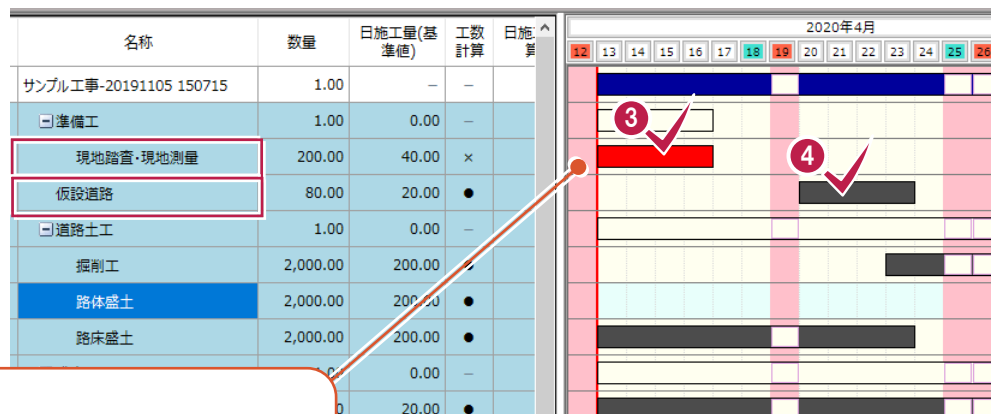 名称 数量 日施工量(基準値) 工数計算 日施 2020年4月
12 13 14 15 16 17 18 19 20 21 22 23 24 25 26
サンプル工事-20191105 150715 1.00 – –
準備工 1.00 0.00 –
3
現地踏査・現地測量 200.00 40.00 ×
4
仮設道路 80.00 20.00 ●
道路土工 1.00 0.00 –
掘削工 2,000.00 200.00
路体盛土 2,000.00 200.00 ●
路床盛土 2,000.00 200.00 ●
0.00 –
20.00 ●